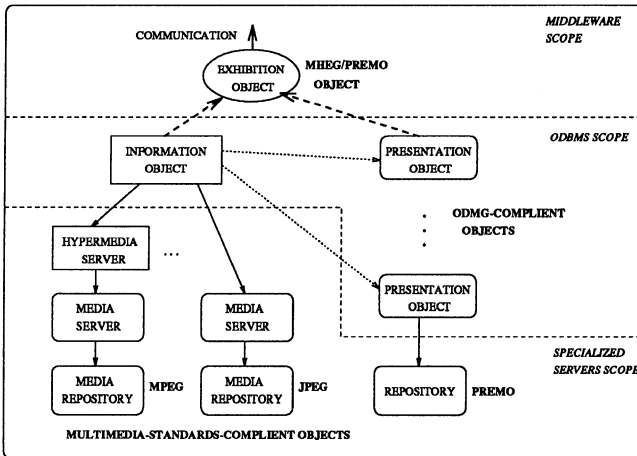 MIDDLEWARE
SCOPE
COMMUNICATION
EXHIBITION
OBJECT
MHEG/PREMO
OBJECT
ODBMS SCOPE
INFORMATION
OBJECT
PRESENTATION
OBJECT
ODMG-COMPLIENT
OBJECTS
HYPERMEDIA
SERVER
...
PRESENTATION
OBJECT
MEDIA
SERVER
MEDIA
SERVER
SPECIALIZED
SERVERS SCOPE
MEDIA
REPOSITORY
MPEG
MEDIA
REPOSITORY
JPEG
REPOSITORY
PREMO
MULTIMEDIA-STANDARDS-COMPLIENT OBJECTS